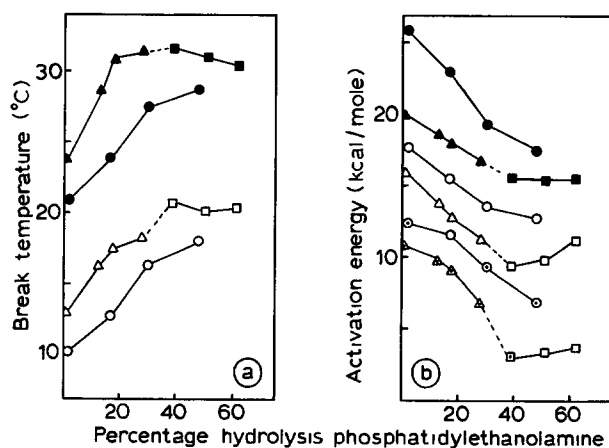 Break temperature (°C)
30
20
10
20 40 60
a
Activation energy (kcal/mole)
20
10
20 40 60
b
Percentage hydrolysis phosphatidylethanolamine